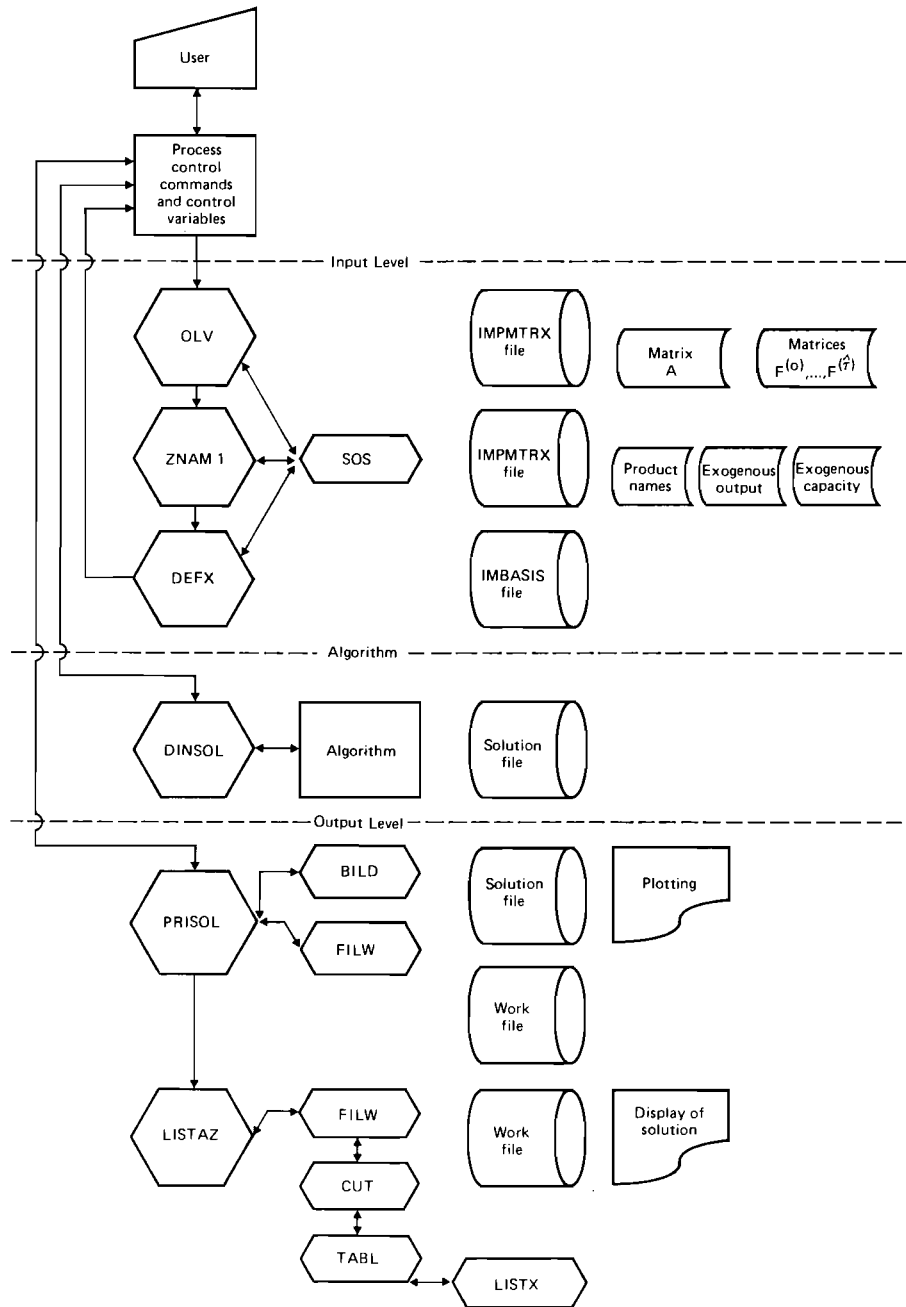 User
Process
control
commands
and control
variables
Input Level
OLV
IMPMTRX
file
Matrix
A
Matrices
F(o),...,F(τ̂)
ZNAM 1
SOS
IMPMTRX
file
Product
names
Exogenous
output
Exogenous
capacity
DEFX
IMBASIS
file
Algorithm
DINSOL
Algorithm
Solution
file
Output Level
BILD
PRISOL
FILW
Solution
file
Plotting
Work
file
LISTAZ
FILW
Work
file
Display of
solution
CUT
TABL
LISTX